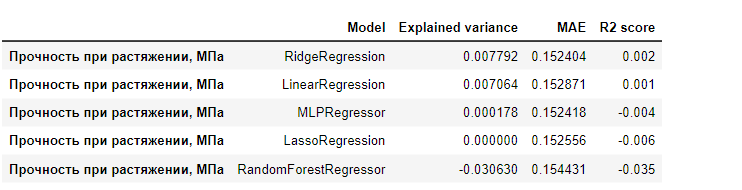 Model Explained variance MAE R2 score
Прочность при растяжении, МПа RidgeRegression 0.007792 0.152404 0.002
Прочность при растяжении, МПа LinearRegression 0.007064 0.152871 0.001
Прочность при растяжении, МПа MLPRegressor 0.000178 0.152418 -0.004
Прочность при растяжении, МПа LassoRegression 0.000000 0.152556 -0.006
Прочность при растяжении, МПа RandomForestRegressor -0.030630 0.154431 -0.035